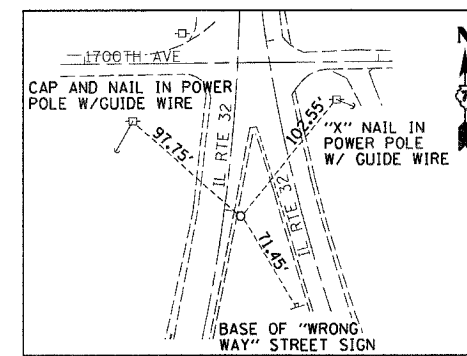 N
1700TH AVE
CAP AND NAIL IN POWER
POLE W/GUIDE WIRE
97.75'
IL RTE 32
102.55'
"X" NAIL IN
POWER POLE
W/ GUIDE WIRE
IL RTE 32
71.45'
BASE OF "WRONG
WAY" STREET SIGN